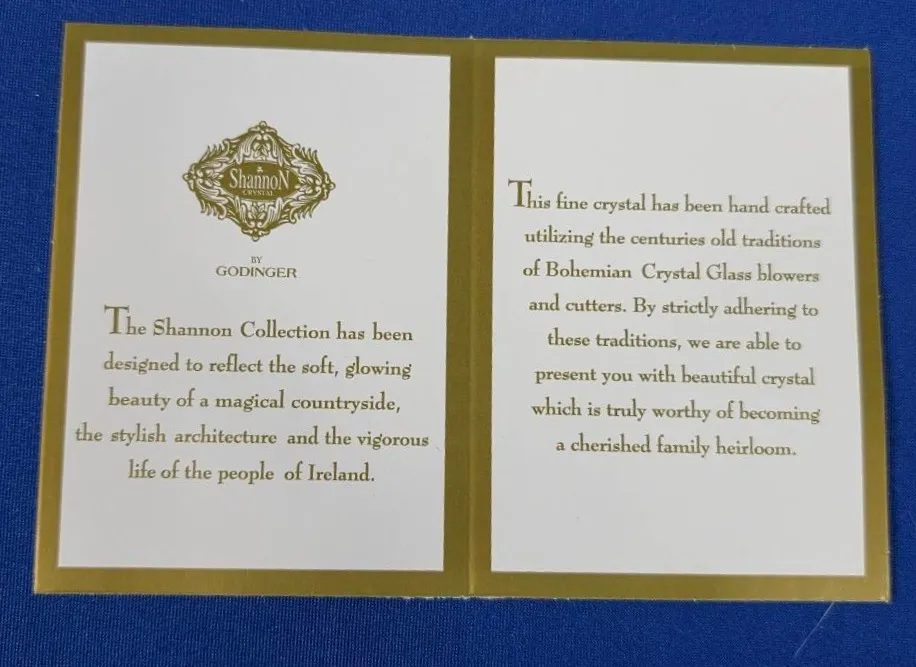 ShannoN
CRYSTAL
BY
GODINGER
The Shannon Collection has been
designed to reflect the soft, glowing
beauty of a magical countryside,
the stylish architecture and the vigorous
life of the people of Ireland.
This fine crystal has been hand crafted
utilizing the centuries old traditions
of Bohemian Crystal Glass blowers
and cutters. By strictly adhering to
these traditions, we are able to
present you with beautiful crystal
which is truly worthy of becoming
a cherished family heirloom.